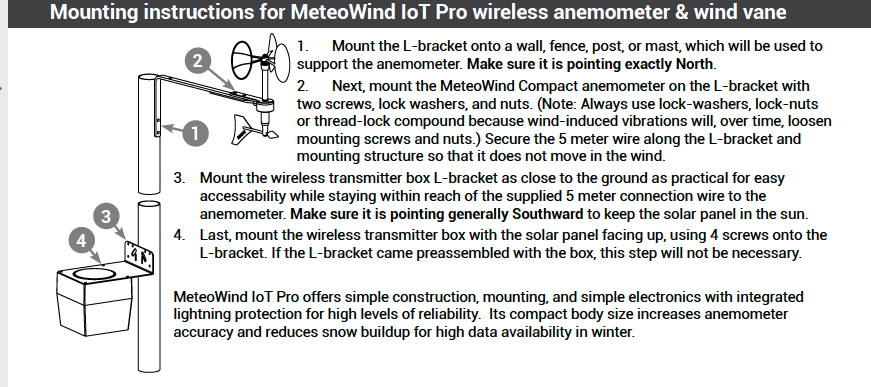 Mounting instructions for MeteoWind IoT Pro wireless anemometer & wind vane
1. Mount the L-bracket onto a wall, fence, post, or mast, which will be used to
support the anemometer. Make sure it is pointing exactly North.
2. Next, mount the MeteoWind Compact anemometer on the L-bracket with
two screws, lock washers, and nuts. (Note: Always use lock-washers, lock-nuts
or thread-lock compound because wind-induced vibrations will, over time, loosen
mounting screws and nuts.) Secure the 5 meter wire along the L-bracket and
mounting structure so that it does not move in the wind.
3. Mount the wireless transmitter box L-bracket as close to the ground as practical for easy
accessability while staying within reach of the supplied 5 meter connection wire to the
anemometer. Make sure it is pointing generally Southward to keep the solar panel in the sun.
4. Last, mount the wireless transmitter box with the solar panel facing up, using 4 screws onto the
L-bracket. If the L-bracket came preassembled with the box, this step will not be necessary.
MeteoWind IoT Pro offers simple construction, mounting, and simple electronics with integrated
lightning protection for high levels of reliability. Its compact body size increases anemometer
accuracy and reduces snow buildup for high data availability in winter.
2
1
3
4